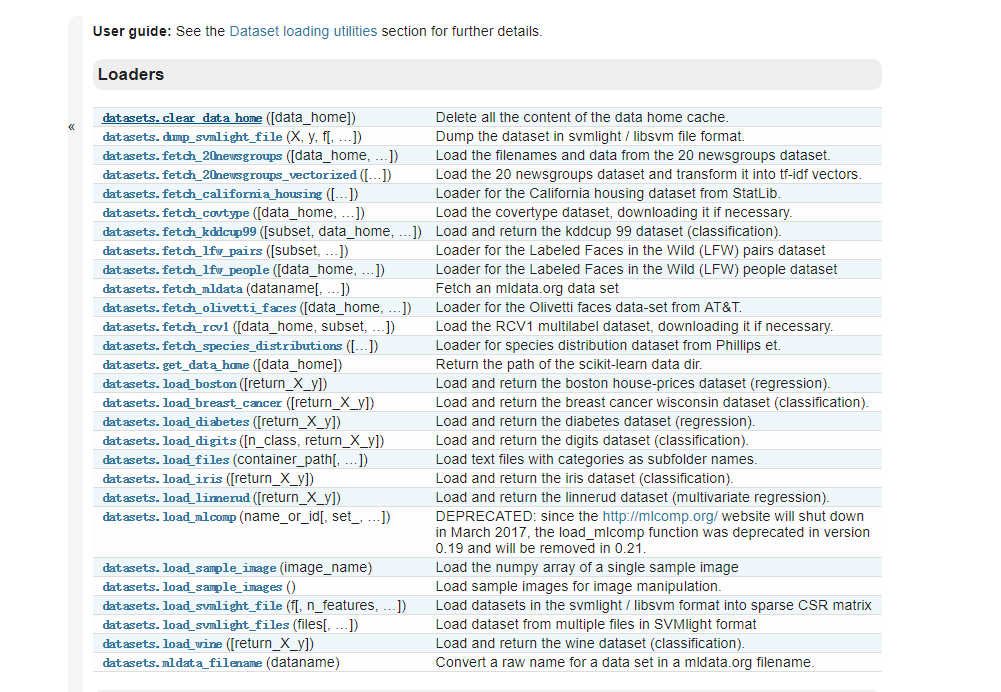 User guide: See the Dataset loading utilities section for further details.
Loaders
«
datasets.clear_data_home ([data_home]) Delete all the content of the data home cache.
datasets.dump_svmlight_file (X, y, f[, …]) Dump the dataset in svmlight / libsvm file format.
datasets.fetch_20newsgroups ([data_home, …]) Load the filenames and data from the 20 newsgroups dataset.
datasets.fetch_20newsgroups_vectorized ([…]) Load the 20 newsgroups dataset and transform it into tf-idf vectors.
datasets.fetch_california_housing ([…]) Loader for the California housing dataset from StatLib.
datasets.fetch_covtype ([data_home, …]) Load the covertype dataset, downloading it if necessary.
datasets.fetch_kddcup99 ([subset, data_home, …]) Load and return the kddcup 99 dataset (classification).
datasets.fetch_lfw_pairs ([subset, …]) Loader for the Labeled Faces in the Wild (LFW) pairs dataset
datasets.fetch_lfw_people ([data_home, …]) Loader for the Labeled Faces in the Wild (LFW) people dataset
datasets.fetch_mldata (dataname[, …]) Fetch an mldata.org data set
datasets.fetch_olivetti_faces ([data_home, …]) Loader for the Olivetti faces data-set from AT&T.
datasets.fetch_rcv1 ([data_home, subset, …]) Load the RCV1 multilabel dataset, downloading it if necessary.
datasets.fetch_species_distributions ([…]) Loader for species distribution dataset from Phillips et.
datasets.get_data_home ([data_home]) Return the path of the scikit-learn data dir.
datasets.load_boston ([return_X_y]) Load and return the boston house-prices dataset (regression).
datasets.load_breast_cancer ([return_X_y]) Load and return the breast cancer wisconsin dataset (classification).
datasets.load_diabetes ([return_X_y]) Load and return the diabetes dataset (regression).
datasets.load_digits ([n_class, return_X_y]) Load and return the digits dataset (classification).
datasets.load_files (container_path[, …]) Load text files with categories as subfolder names.
datasets.load_iris ([return_X_y]) Load and return the iris dataset (classification).
datasets.load_linnerud ([return_X_y]) Load and return the linnerud dataset (multivariate regression).
datasets.load_mlcomp (name_or_id[, set_, …]) DEPRECATED: since the http://mlcomp.org/ website will shut down
in March 2017, the load_mlcomp function was deprecated in version
0.19 and will be removed in 0.21.
datasets.load_sample_image (image_name) Load the numpy array of a single sample image
datasets.load_sample_images () Load sample images for image manipulation.
datasets.load_svmlight_file (f[, n_features, …]) Load datasets in the svmlight / libsvm format into sparse CSR matrix
datasets.load_svmlight_files (files[, …]) Load dataset from multiple files in SVMlight format
datasets.load_wine ([return_X_y]) Load and return the wine dataset (classification).
datasets.mldata_filename (dataname) Convert a raw name for a data set in a mldata.org filename.